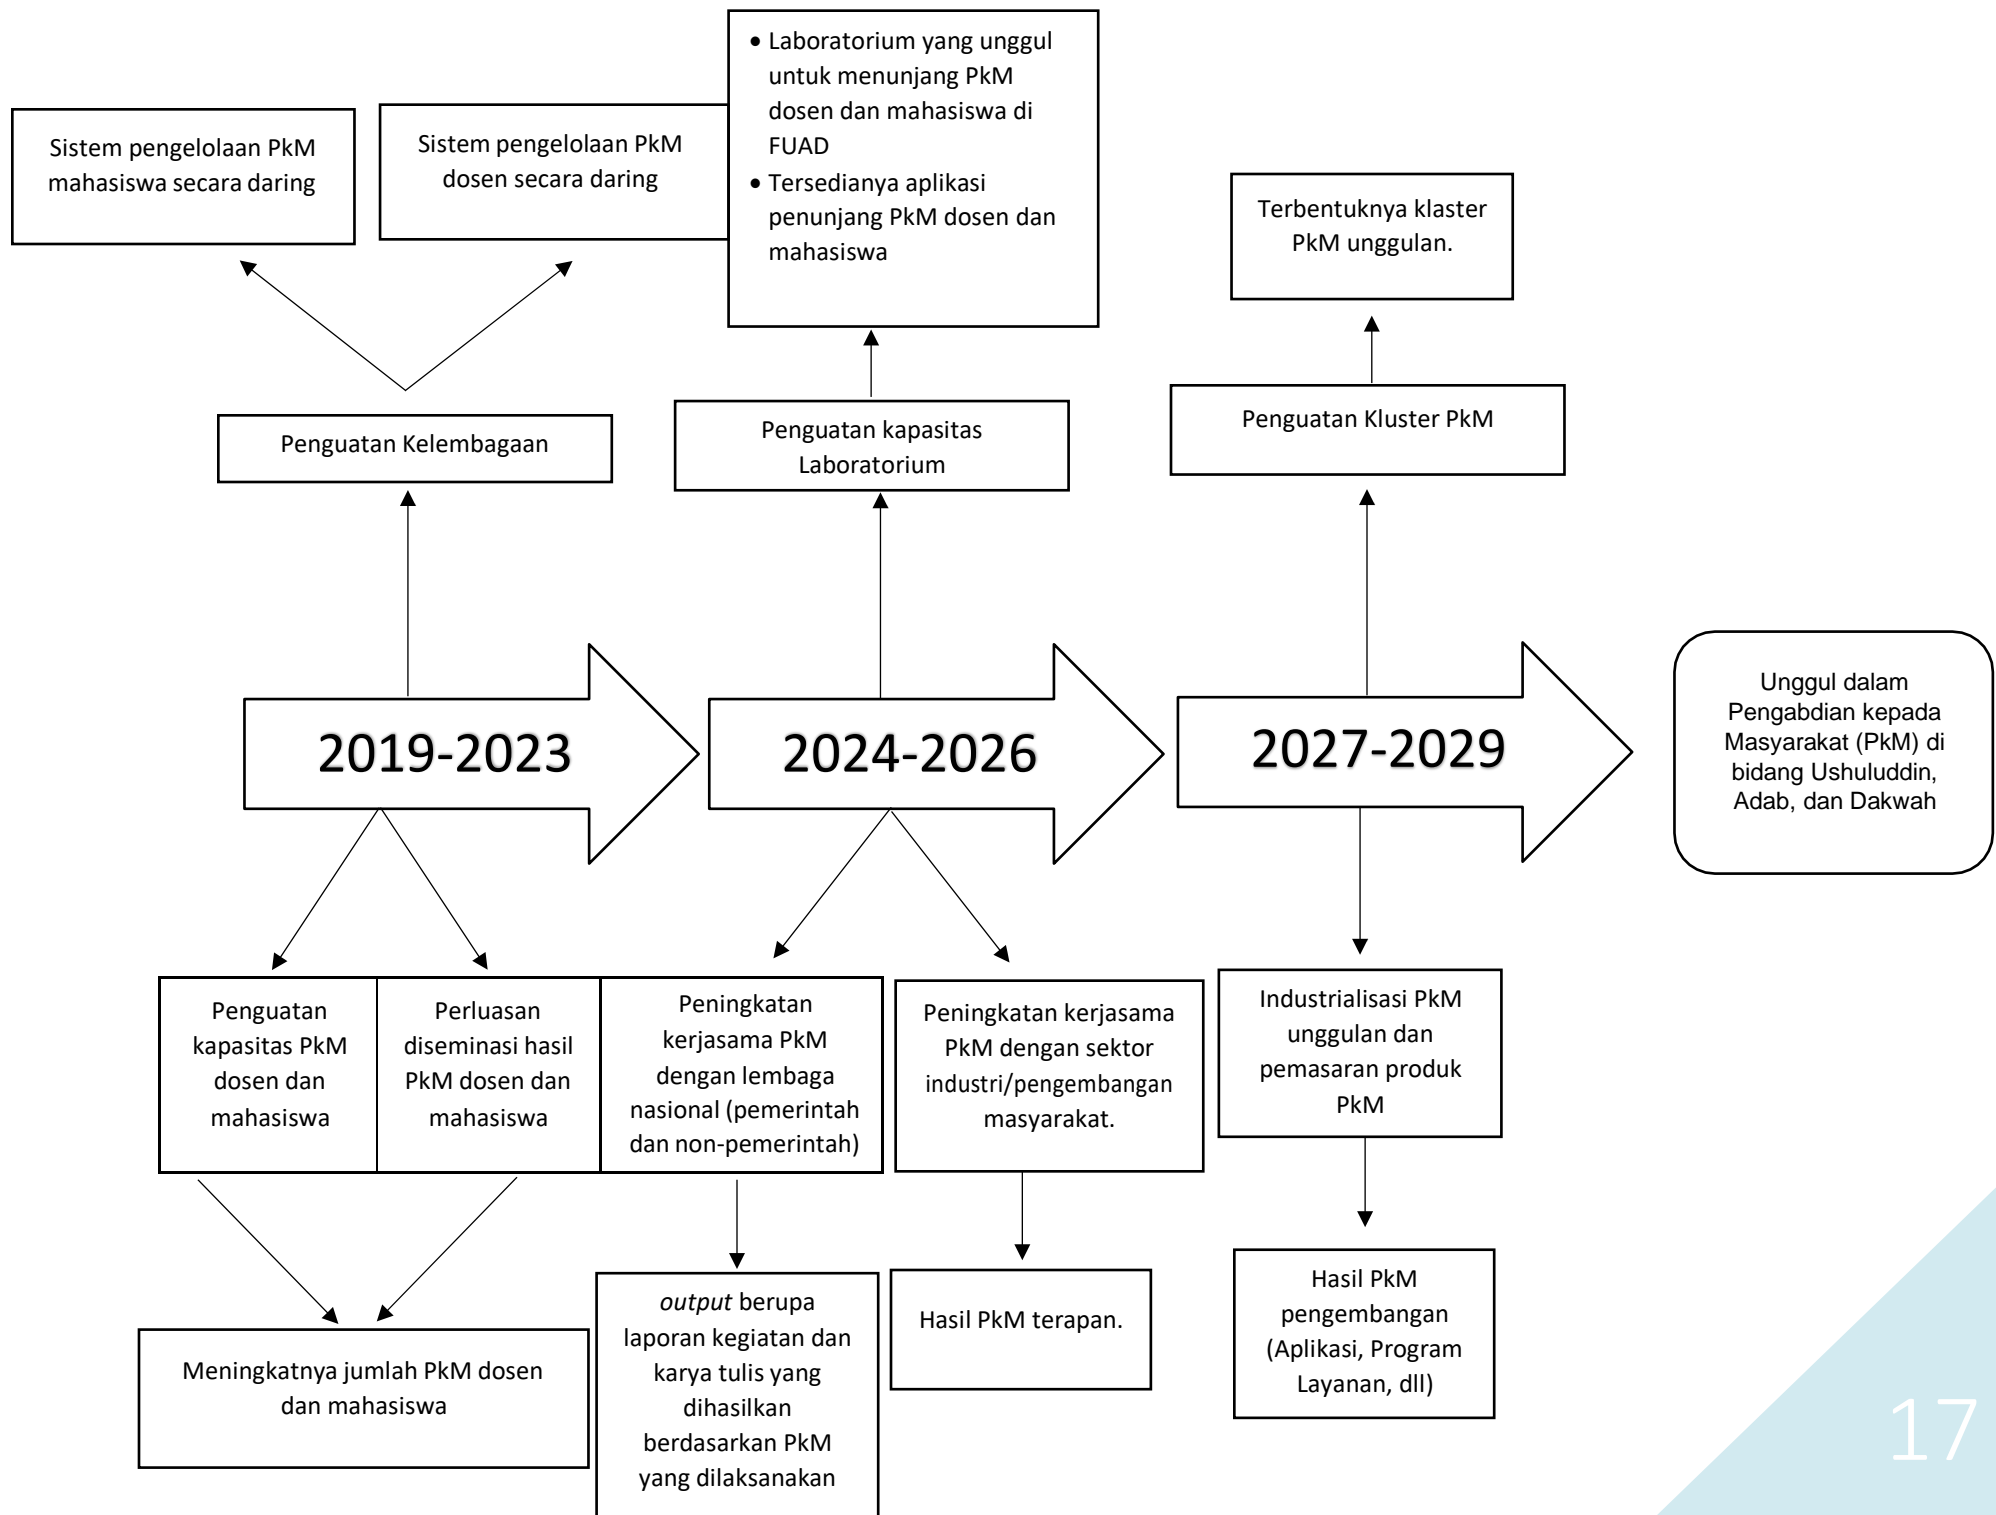 Sistem pengelolaan PkM
mahasiswa secara daring
Sistem pengelolaan PKM
dosen secara daring
• Laboratorium yang unggul
untuk menunjang PkM
dosen dan mahasiswa di
FUAD
• Tersedianya aplikasi
penunjang PkM dosen dan
mahasiswa
Terbentuknya klaster
PkM unggulan.
Penguatan Kelembagaan
Penguatan kapasitas
Laboratorium
Penguatan Kluster PkM
2019-2023
2024-2026
2027-2029
Unggul dalam
Pengabdian kepada
Masyarakat (PkM) di
bidang Ushuluddin,
Adab, dan Dakwah
Penguatan
kapasitas PkM
dosen dan
mahasiswa
Perluasan
diseminasi hasil
PkM dosen dan
mahasiswa
Peningkatan
kerjasama PkM
dengan lembaga
nasional (pemerintah
dan non-pemerintah)
Peningkatan kerjasama
PkM dengan sektor
industri/pengembangan
masyarakat.
Industrialisasi PkM
unggulan dan
pemasaran produk
PkM
Meningkatnya jumlah PkM dosen
dan mahasiswa
output berupa
laporan kegiatan dan
karya tulis yang
dihasilkan
berdasarkan PkM
yang dilaksanakan
Hasil PkM terapan.
Hasil PkM
pengembangan
(Aplikasi, Program
Layanan, dll)
17